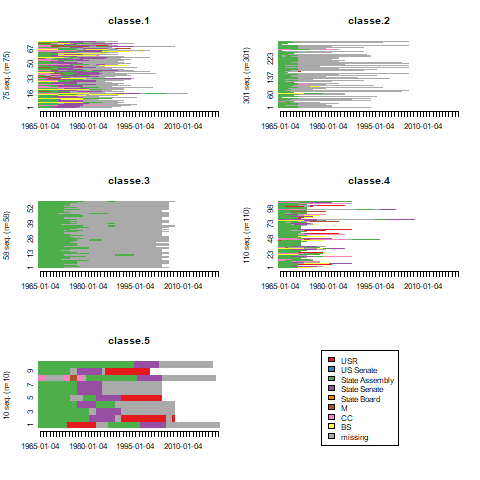 classe.1
75 seq. (n=75)
67
49
33
16
1
1965-01-04 1980-01-04 1995-01-04 2010-01-04
classe.2
301 seq. (n=301)
223
137
60
1
1965-01-04 1980-01-04 1995-01-04 2010-01-04
classe.3
58 seq. (n=58)
52
39
26
13
1
1965-01-04 1980-01-04 1995-01-04 2010-01-04
classe.4
110 seq. (n=110)
98
73
48
23
1
1965-01-04 1980-01-04 1995-01-04 2010-01-04
classe.5
10 seq. (n=10)
9
7
5
3
1
1965-01-04 1980-01-04 1995-01-04 2010-01-04
USR
US Senate
State Assembly
State Senate
State Board
M
CC
BS
missing